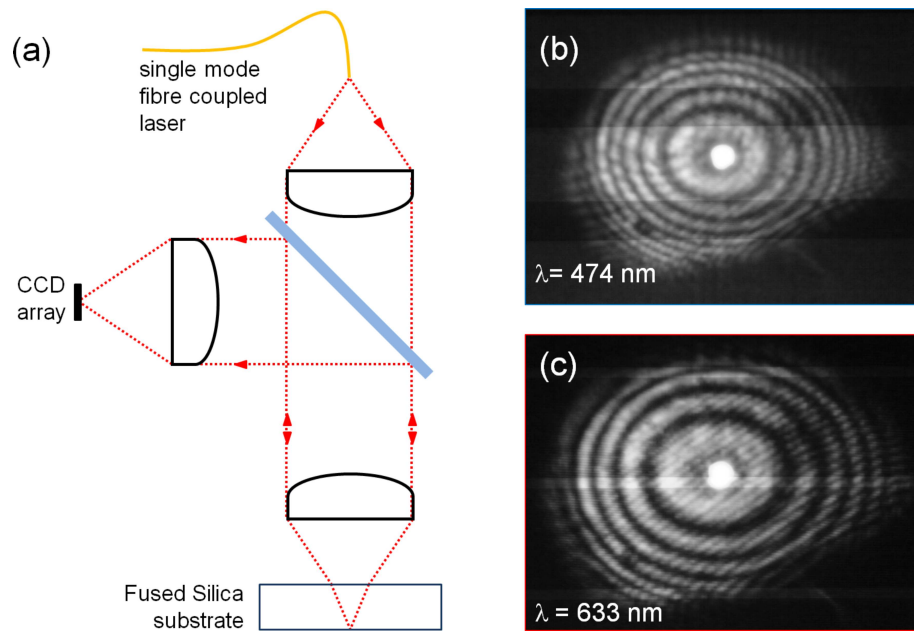 (a)
single mode
fibre coupled
laser
CCD
array
Fused Silica
substrate
(b)
λ= 474 nm
(c)
λ = 633 nm